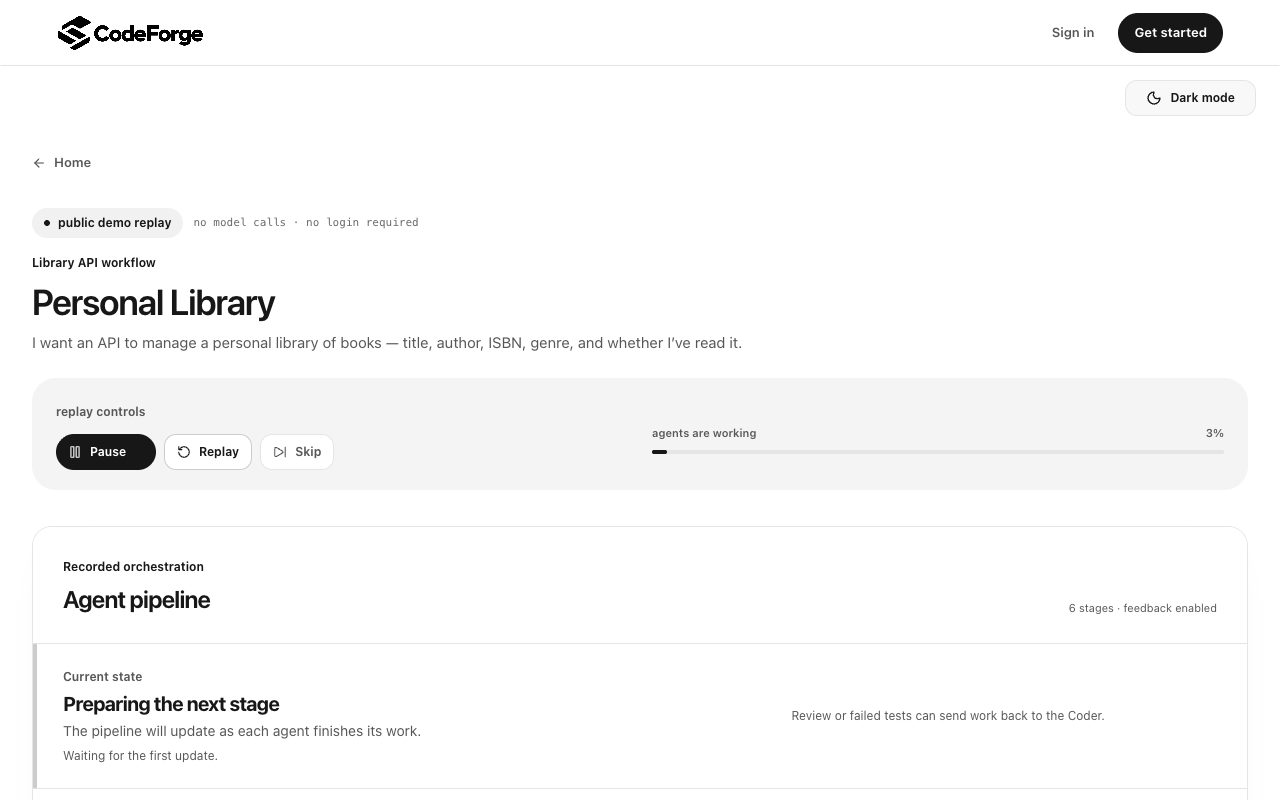 CodeForge
Sign in
Get started
Dark mode
Home
public demo replay
no model calls · no login required
Library API workflow
Personal Library
I want an API to manage a personal library of books — title, author, ISBN, genre, and whether I’ve read it.
replay controls
Pause
Replay
Skip
agents are working
3%
Recorded orchestration
Agent pipeline
6 stages · feedback enabled
Current state
Preparing the next stage
The pipeline will update as each agent finishes its work.
Waiting for the first update.
Review or failed tests can send work back to the Coder.